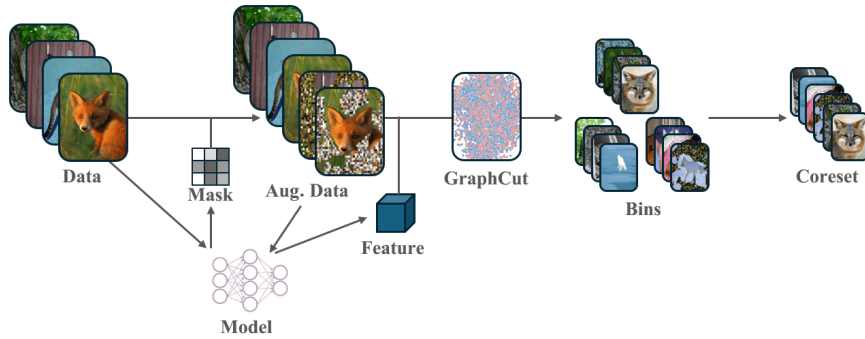 Data
Mask
Aug. Data
Feature
Model
GraphCut
Bins
Coreset